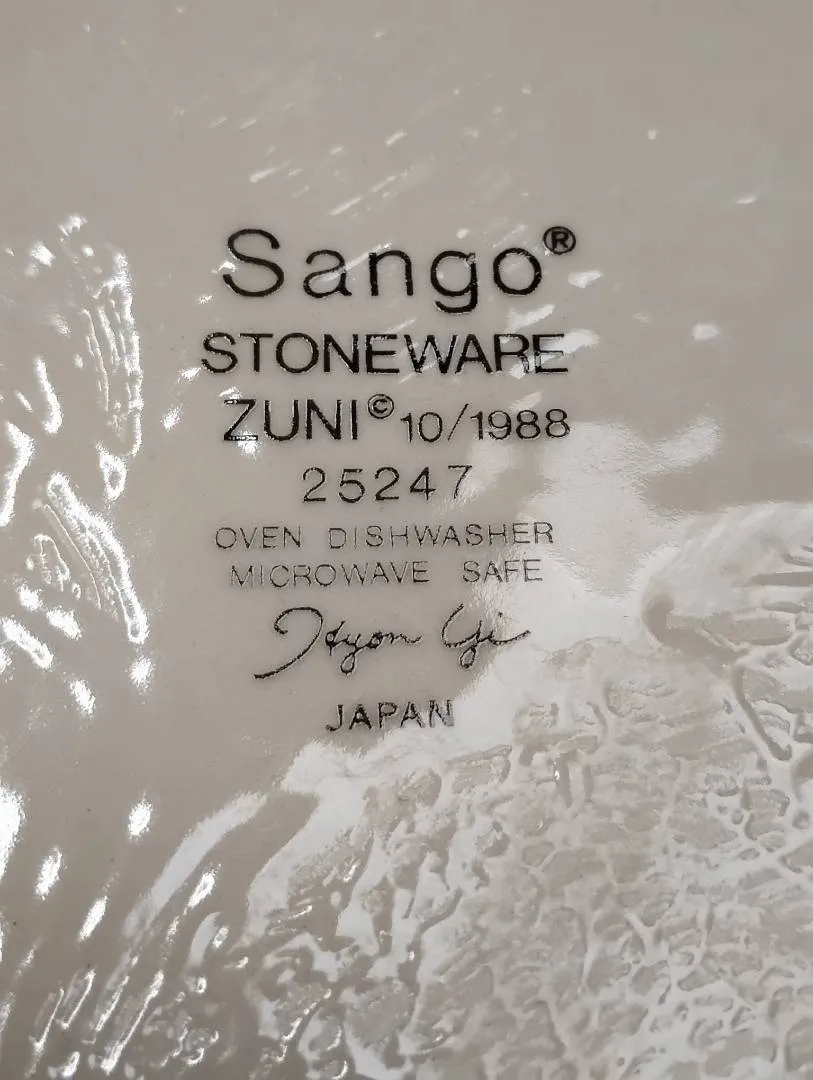 Sango®
STONEWARE
ZUNI© 10/1988
25247
OVEN DISHWASHER
MICROWAVE SAFE
JAPAN